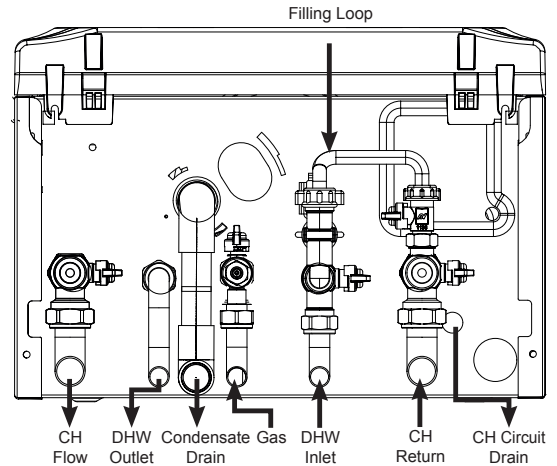 Filling Loop
CH Flow
DHW Outlet
Condensate Drain
Gas
DHW Inlet
CH Return
CH Circuit Drain